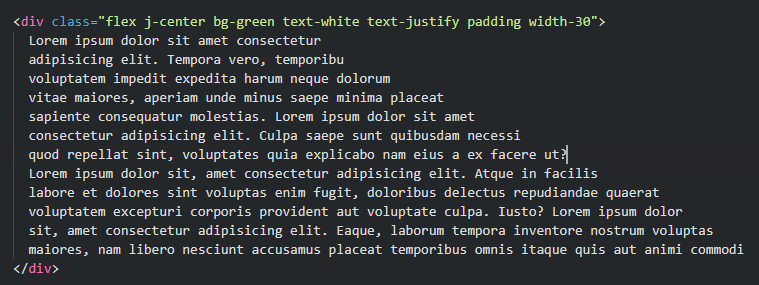 <div class="flex j-center bg-green text-white text-justify padding width-30">
Lorem ipsum dolor sit amet consectetur
adipisicing elit. Tempora vero, temporibu
voluptatem impedit expedita harum neque dolorum
vitae maiores, aperiam unde minus saepe minima placeat
sapiente consequatur molestias. Lorem ipsum dolor sit amet
consectetur adipisicing elit. Culpa saepe sunt quibusdam necessi
quod repellat sint, voluptates quia explicabo nam eius a ex facere ut?
Lorem ipsum dolor sit, amet consectetur adipisicing elit. Atque in facilis
labore et dolores sint voluptas enim fugit, doloribus delectus repudiandae quaerat
voluptatem excepturi corporis provident aut voluptate culpa. Iusto? Lorem ipsum dolor
sit, amet consectetur adipisicing elit. Eaque, laborum tempora inventore nostrum voluptas
maiores, nam libero nesciunt accusamus placeat temporibus omnis itaque quis aut animi commodi
</div>